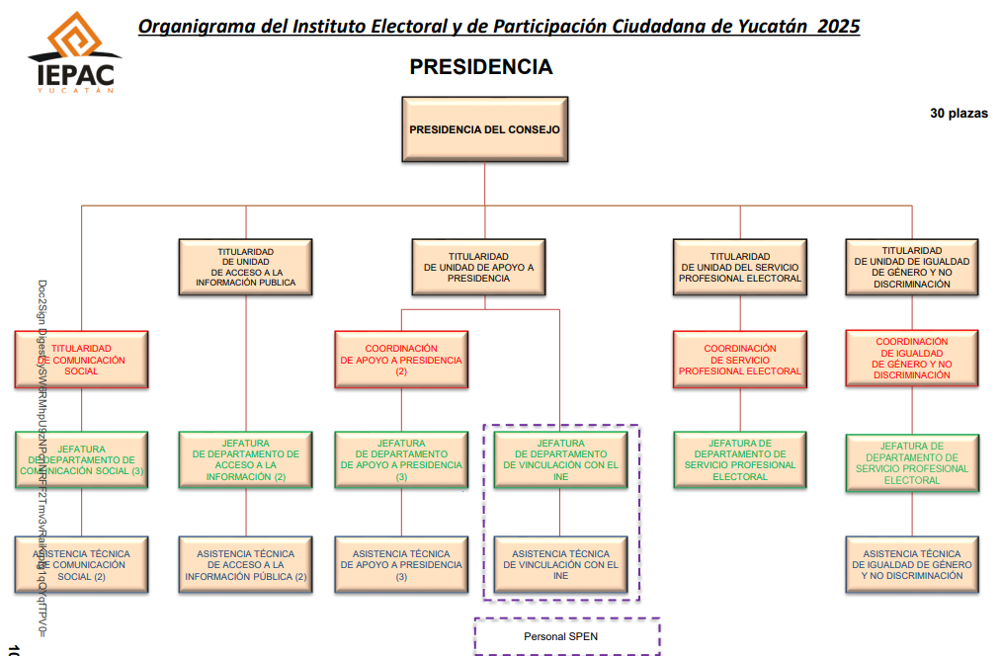 Organigrama del Instituto Electoral y de Participación Ciudadana de Yucatán 2025
IEPAC
YUCATÁN
PRESIDENCIA
30 plazas
PRESIDENCIA DEL CONSEJO
TITULARIDAD
DE UNIDAD
DE ACCESO A LA
INFORMACIÓN PUBLICA
TITULARIDAD
DE UNIDAD DE APOYO A
PRESIDENCIA
TITULARIDAD
DE UNIDAD DEL SERVICIO
PROFESIONAL ELECTORAL
TITULARIDAD
DE UNIDAD DE IGUALDAD
DE GÉNERO Y NO
DISCRIMINACIÓN
TITULARIDAD
DE COMUNICACIÓN
SOCIAL
COORDINACIÓN
DE APOYO A PRESIDENCIA
(2)
COORDINACIÓN
DE SERVICIO
PROFESIONAL ELECTORAL
COORDINACIÓN
DE IGUALDAD
DE GÉNERO Y NO
DISCRIMINACIÓN
JEFATURA
DE DEPARTAMENTO DE
COMUNICACIÓN SOCIAL (3)
JEFATURA
DE DEPARTAMENTO DE
ACCESO A LA
INFORMACIÓN (2)
JEFATURA
DE DEPARTAMENTO
DE APOYO A PRESIDENCIA
(3)
JEFATURA
DE DEPARTAMENTO
DE VINCULACIÓN CON EL
INE
JEFATURA DE
DEPARTAMENTO DE
SERVICIO PROFESIONAL
ELECTORAL
JEFATURA DE
DEPARTAMENTO DE
SERVICIO PROFESIONAL
ELECTORAL
ASISTENCIA TÉCNICA
DE COMUNICACIÓN
SOCIAL (2)
ASISTENCIA TÉCNICA
DE ACCESO A LA
INFORMACIÓN PÚBLICA (2)
ASISTENCIA TÉCNICA
DE APOYO A PRESIDENCIA
(3)
ASISTENCIA TÉCNICA
DE VINCULACIÓN CON EL
INE
ASISTENCIA TÉCNICA
DE IGUALDAD DE GÉNERO
Y NO DISCRIMINACIÓN
Personal SPEN
Doc2Sign